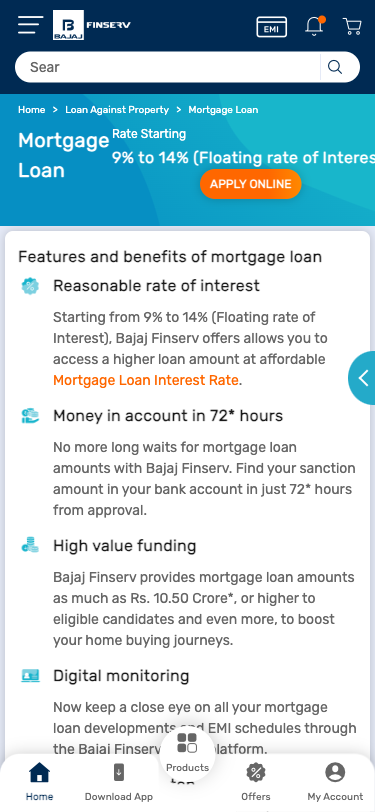 BAJAJ
FINSERV
EMI
Sear
Home > Loan Against Property > Mortgage Loan
Mortgage
Loan
Rate Starting
9% to 14% (Floating rate of Interes
APPLY ONLINE
Features and benefits of mortgage loan
Reasonable rate of interest
Starting from 9% to 14% (Floating rate of
Interest), Bajaj Finserv offers allows you to
access a higher loan amount at affordable
Mortgage Loan Interest Rate.
Money in account in 72* hours
No more long waits for mortgage loan
amounts with Bajaj Finserv. Find your sanction
amount in your bank account in just 72* hours
from approval.
High value funding
Bajaj Finserv provides mortgage loan amounts
as much as Rs. 10.50 Crore*, or higher to
eligible candidates and even more, to boost
your home buying journeys.
Digital monitoring
Now keep a close eye on all your mortgage
loan developments and EMI schedules through
the Bajaj Finserv platform.
Home
Download App
Products
Offers
My Account